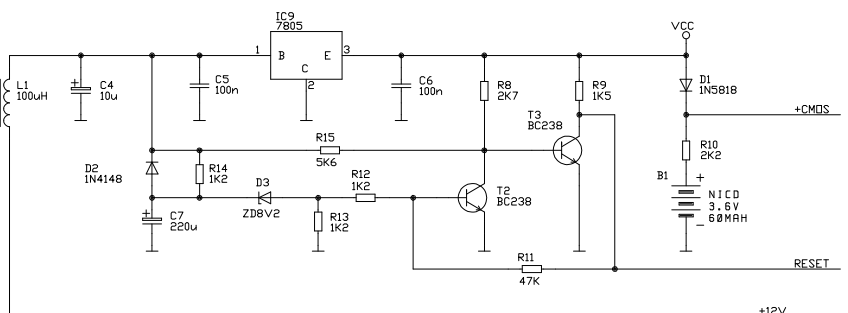 IC9
7805
VCC
1
B
E
3
C
2
L1
100uH
+
C4
10u
C5
100n
C6
100n
R8
2K7
R9
1K5
D1
1N5818
+CMOS
T3
BC238
R15
5K6
R10
2K2
D2
1N4148
R14
1K2
D3
ZD8V2
R12
1K2
T2
BC238
B1
+
NICD
3.6V
60MAH
-
+
C7
220u
R13
1K2
R11
47K
RESET
+12V